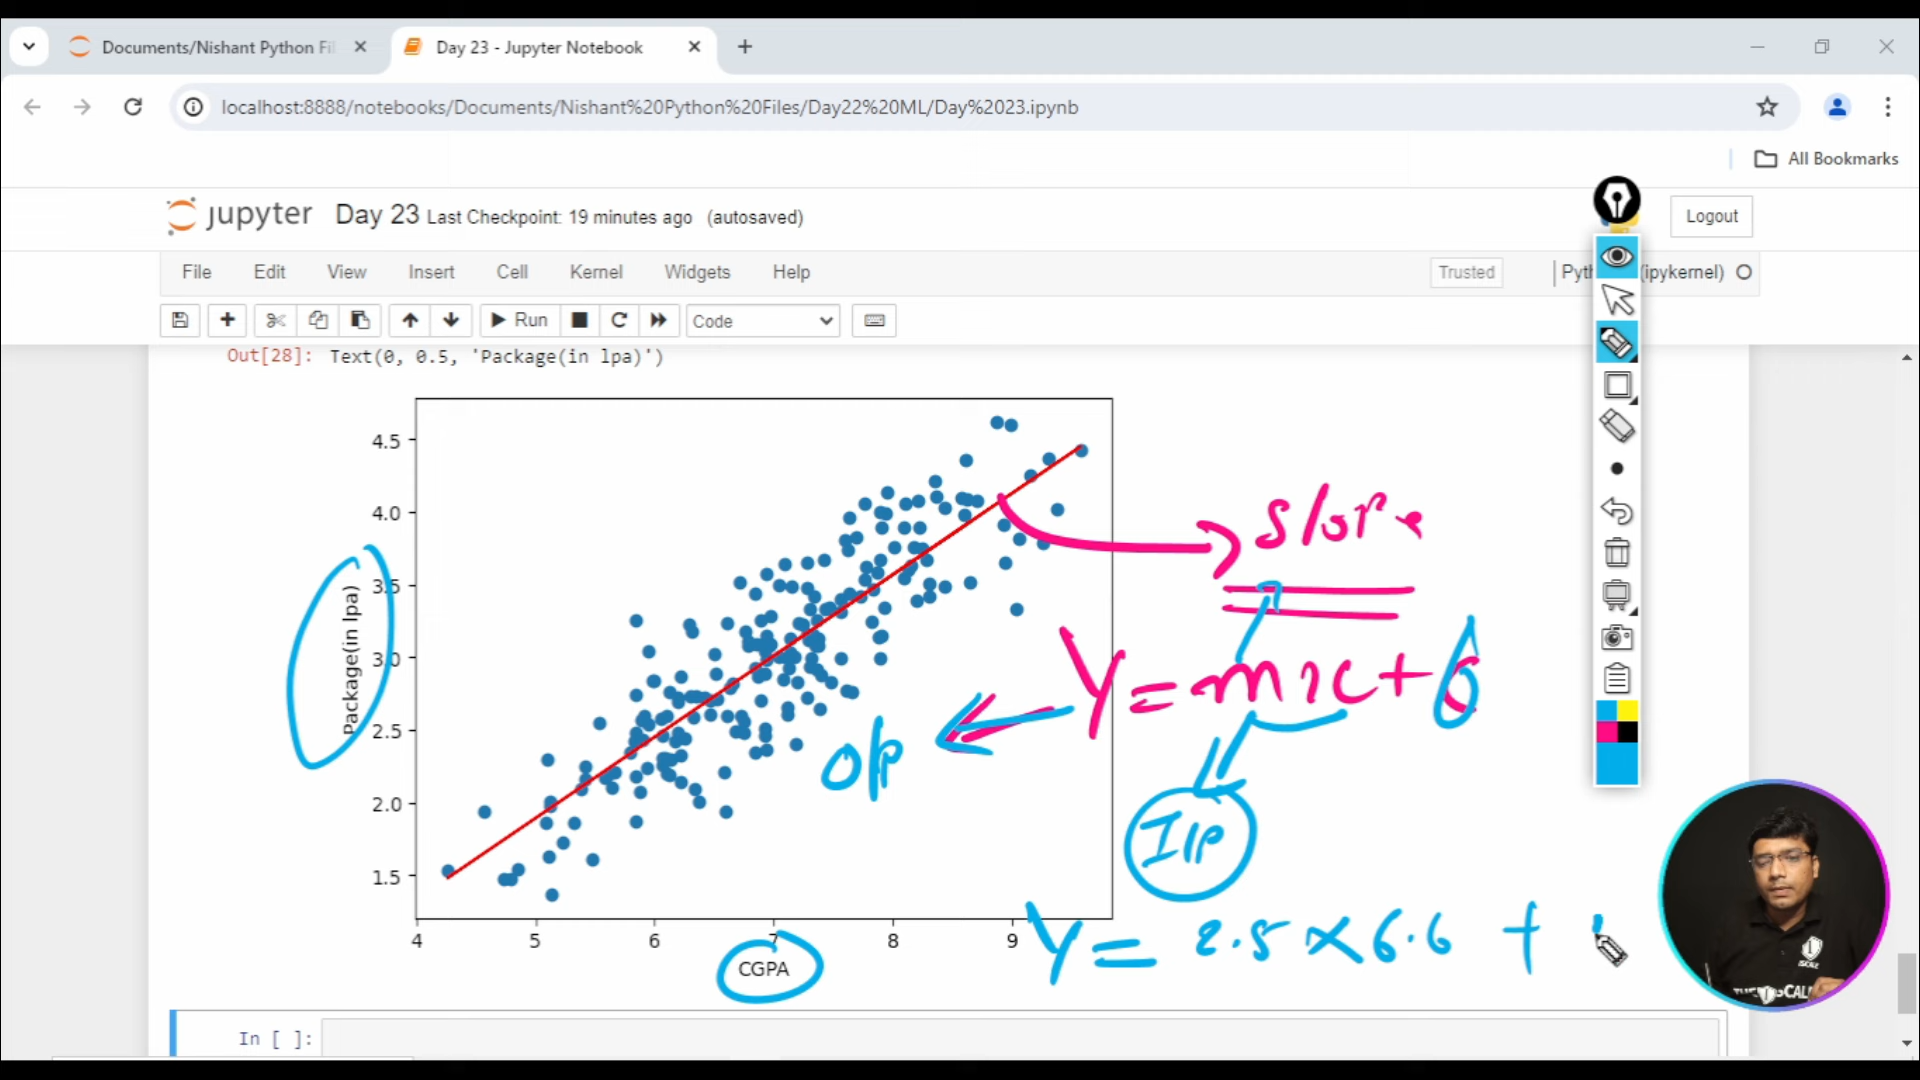 Documents/Nishant Python Fil
Day 23 - Jupyter Notebook
localhost:8888/notebooks/Documents/Nishant%20Python%20Files/Day22%20ML/Day%2023.ipynb
All Bookmarks
jupyter Day 23 Last Checkpoint: 19 minutes ago (autosaved)
Logout
File Edit View Insert Cell Kernel Widgets Help
Trusted
(ipykernel)
Run
Code
Out[28]: Text(0, 0.5, 'Package(in lpa)')
4.5
4.0
3.5
3.0
2.5
2.0
1.5
Package(in lpa)
4 5 6 7 8 9
CGPA
Slope
Y = mx + b
O/p
I/p
Y = 2.5 × 6.6 +
In [ ]: